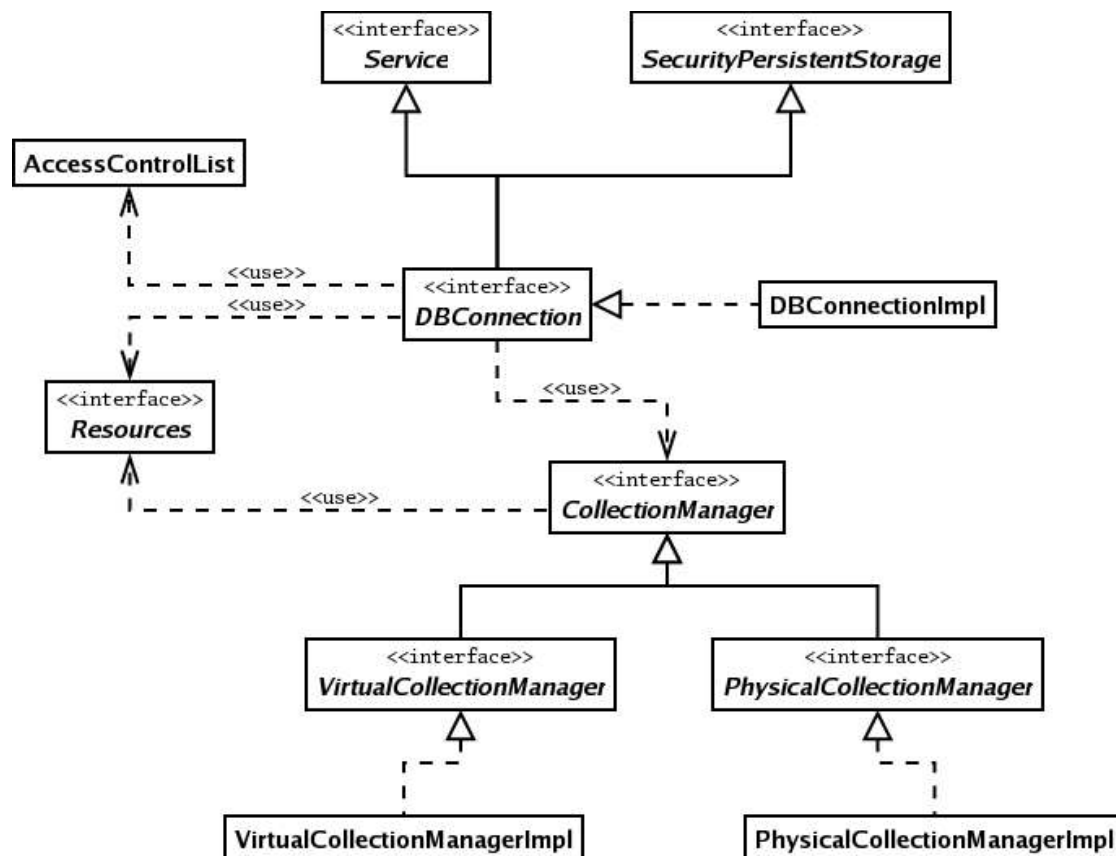 <<interface>>
Service
<<interface>>
SecurityPersistentStorage
AccessControlList
<<use>>
<<use>>
<<interface>>
DBConnection
DBConnectionImpl
<<interface>>
Resources
<<use>>
<<interface>>
CollectionManager
<<use>>
<<interface>>
VirtualCollectionManager
<<interface>>
PhysicalCollectionManager
VirtualCollectionManagerImpl
PhysicalCollectionManagerImpl